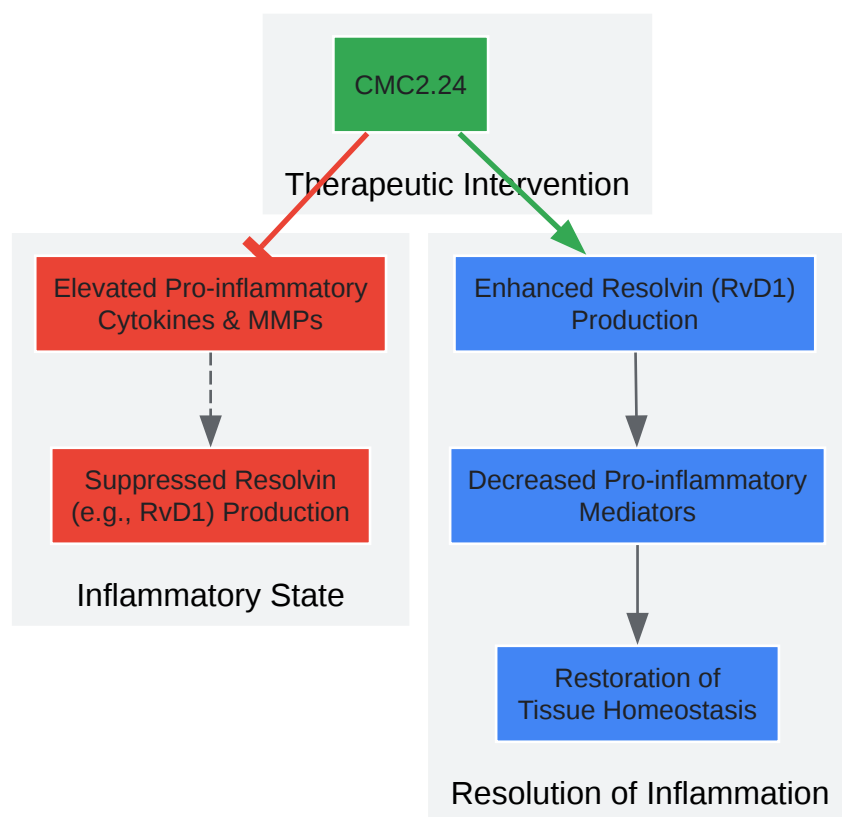 CMC2.24
Therapeutic Intervention
Elevated Pro-inflammatory
Cytokines & MMPs
Suppressed Resolvin
(e.g., RvD1) Production
Inflammatory State
Enhanced Resolvin (RvD1)
Production
Decreased Pro-inflammatory
Mediators
Restoration of
Tissue Homeostasis
Resolution of Inflammation